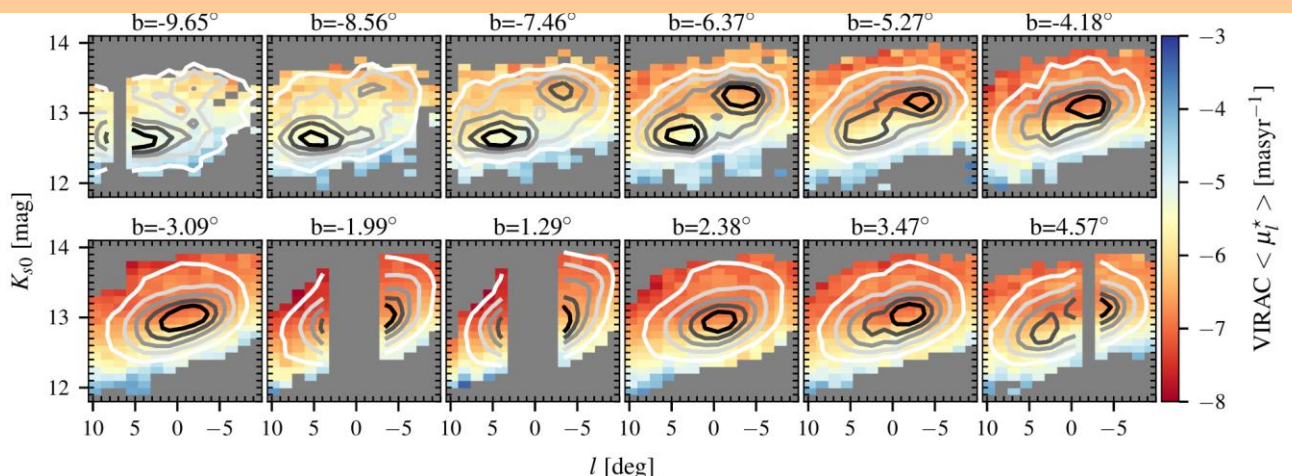 b=-9.65° b=-8.56° b=-7.46° b=-6.37° b=-5.27° b=-4.18°
14
13
12
b=-3.09° b=-1.99° b=1.29° b=2.38° b=3.47° b=4.57°
14
13
12
10 5 0 −5 10 5 0 −5 10 5 0 −5 10 5 0 −5 10 5 0 −5 10 5 0 −5
l [deg]
K_{s0} [mag]
−3
−4
−5
−6
−7
−8
VIRAC < μ_l^⋆ > [masyr^{−1}]